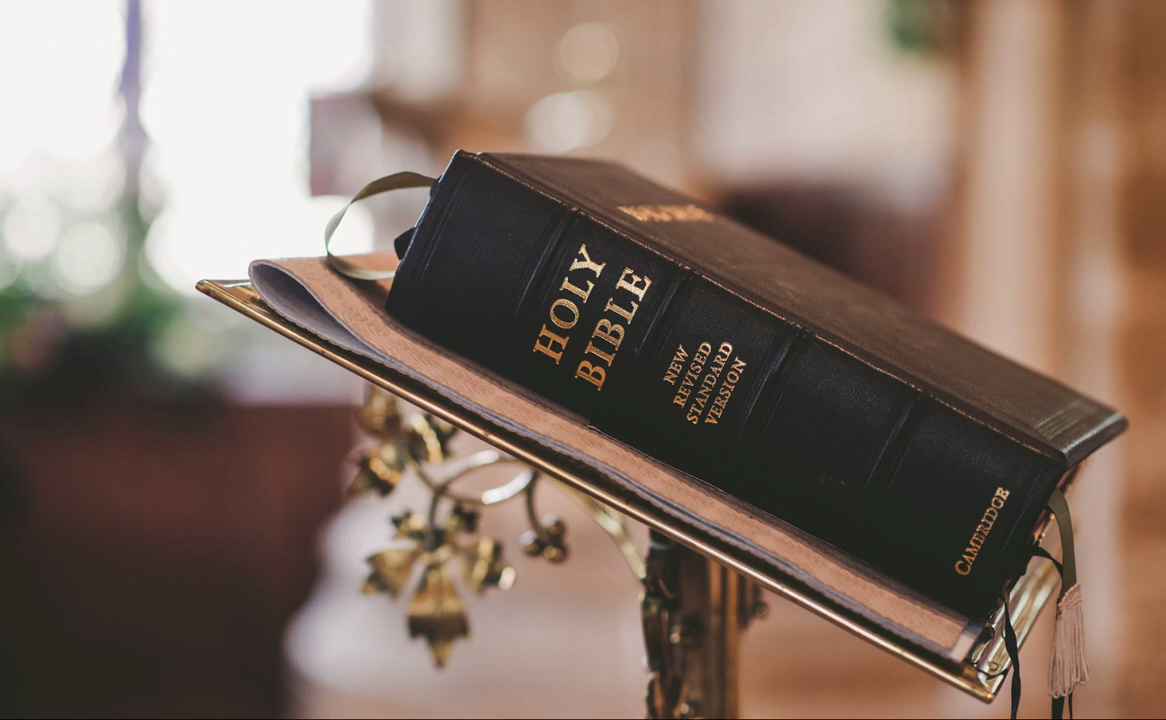 HOLY
BIBLE
NEW
REVISED
STANDARD
VERSION
CAMBRIDGE